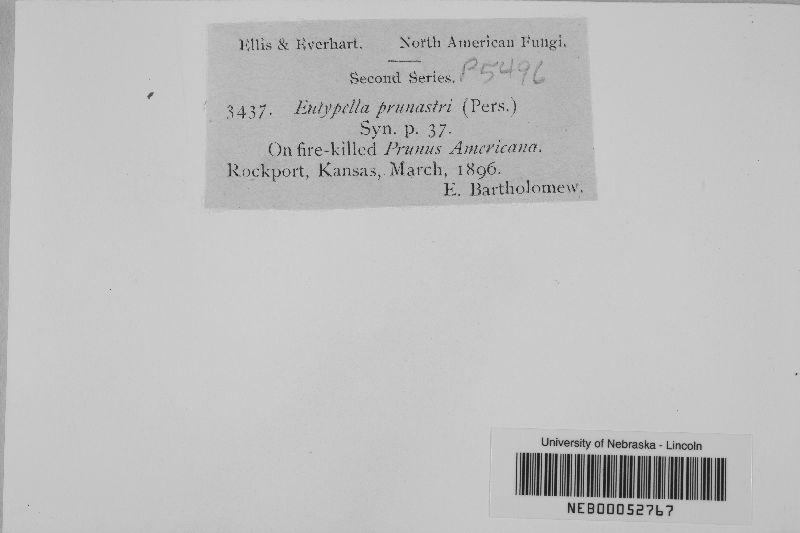 Ellis & Everhart. North American Fungi.
Second Series. P5496
3437. Eutypella prunastri (Pers.)
Syn. p. 37.
On fire-killed Prunus Americana.
Rockport, Kansas, March, 1896.
E. Bartholomew.
University of Nebraska - Lincoln
NEB00052767